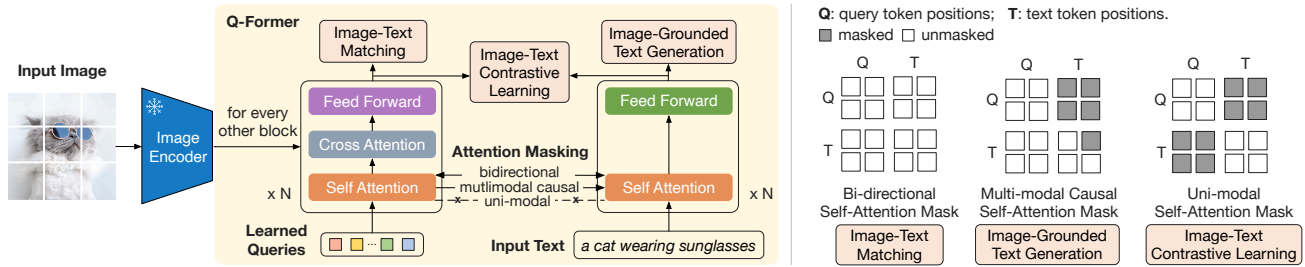 Q-Former
Input Image
Image
Encoder
for every
other block
Image-Text
Matching
Image-Text
Contrastive
Learning
Image-Grounded
Text Generation
Feed Forward
Cross Attention
Self Attention
x N
Learned
Queries
...
Attention Masking
bidirectional
mutlimodal causal
uni-modal
x
x
Feed Forward
Self Attention
x N
Input Text
a cat wearing sunglasses
Q: query token positions; T: text token positions.
masked unmasked
Q T
Q
T
Bi-directional
Self-Attention Mask
Image-Text
Matching
Q T
Q
T
Multi-modal Causal
Self-Attention Mask
Image-Grounded
Text Generation
Q T
Q
T
Uni-modal
Self-Attention Mask
Image-Text
Contrastive Learning